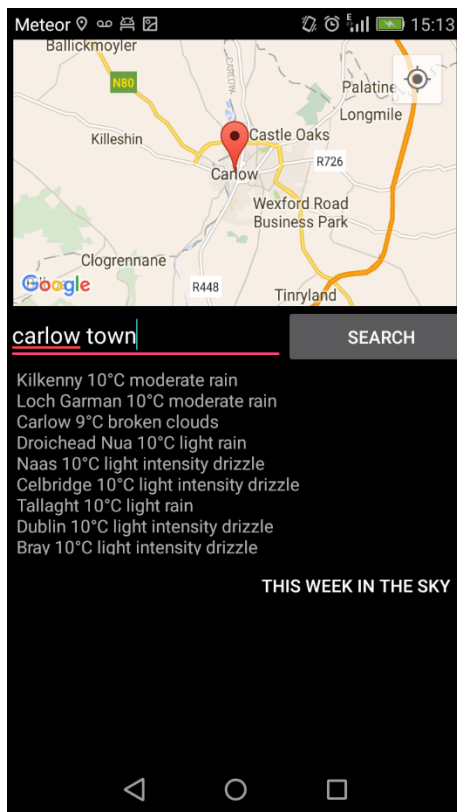 Meteor
E
15:13
Ballickmoyler
CARLOW
N80
Palatine
Longmile
Killeshin
Castle Oaks
R726
Carlow
Wexford Road
Business Park
Clogrennane
Google
R448
Tinryland
carlow town
SEARCH
Kilkenny 10°C moderate rain
Loch Garman 10°C moderate rain
Carlow 9°C broken clouds
Droichead Nua 10°C light rain
Naas 10°C light intensity drizzle
Celbridge 10°C light intensity drizzle
Tallaght 10°C light rain
Dublin 10°C light intensity drizzle
Bray 10°C light intensity drizzle
THIS WEEK IN THE SKY